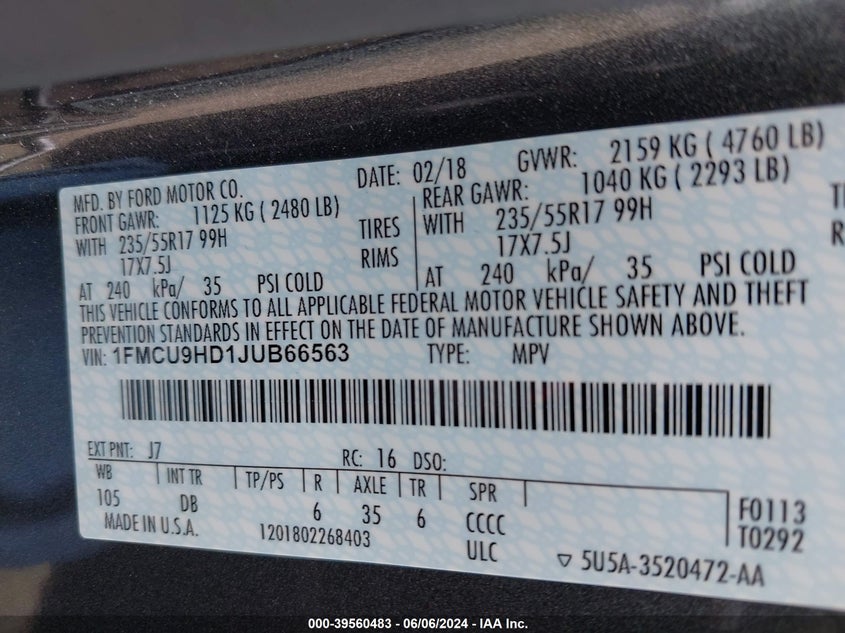 MFD. BY FORD MOTOR CO. DATE: 02/18 GVWR: 2159 KG ( 4760 LB)
FRONT GAWR: 1125 KG ( 2480 LB) REAR GAWR: 1040 KG ( 2293 LB)
WITH 235/55R17 99H TIRES WITH 235/55R17 99H
17X7.5J RIMS 17X7.5J
AT 240 kPa/ 35 PSI COLD AT 240 kPa/ 35 PSI COLD
THIS VEHICLE CONFORMS TO ALL APPLICABLE FEDERAL MOTOR VEHICLE SAFETY AND THEFT
PREVENTION STANDARDS IN EFFECT ON THE DATE OF MANUFACTURE SHOWN ABOVE.
VIN: 1FMCU9HD1JUB66563 TYPE: MPV
EXT PNT: J7 RC: 16 DSO:
WB INT TR TP/PS R AXLE TR SPR
105 DB 6 35 6 CCCC F0113
MADE IN U.S.A. 1201802268403 ULC T0292
5U5A-3520472-AA
000-39560483 - 06/06/2024 - IAA Inc.